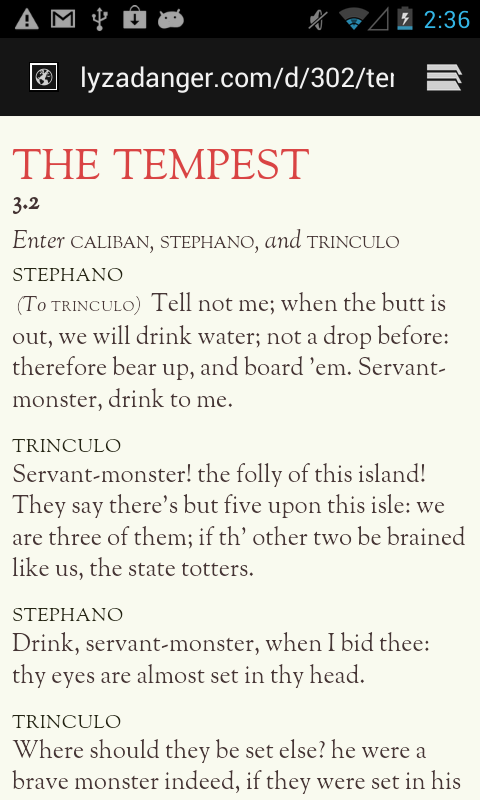 2:36
lyzadanger.com/d/302/ter
THE TEMPEST
3.2
Enter CALIBAN, STEPHANO, and TRINCULO
STEPHANO
(To TRINCULO) Tell not me; when the butt is
out, we will drink water; not a drop before:
therefore bear up, and board ’em. Servant-
monster, drink to me.
TRINCULO
Servant-monster! the folly of this island!
They say there’s but five upon this isle: we
are three of them; if th’ other two be brained
like us, the state totters.
STEPHANO
Drink, servant-monster, when I bid thee:
thy eyes are almost set in thy head.
TRINCULO
Where should they be set else? he were a
brave monster indeed, if they were set in his